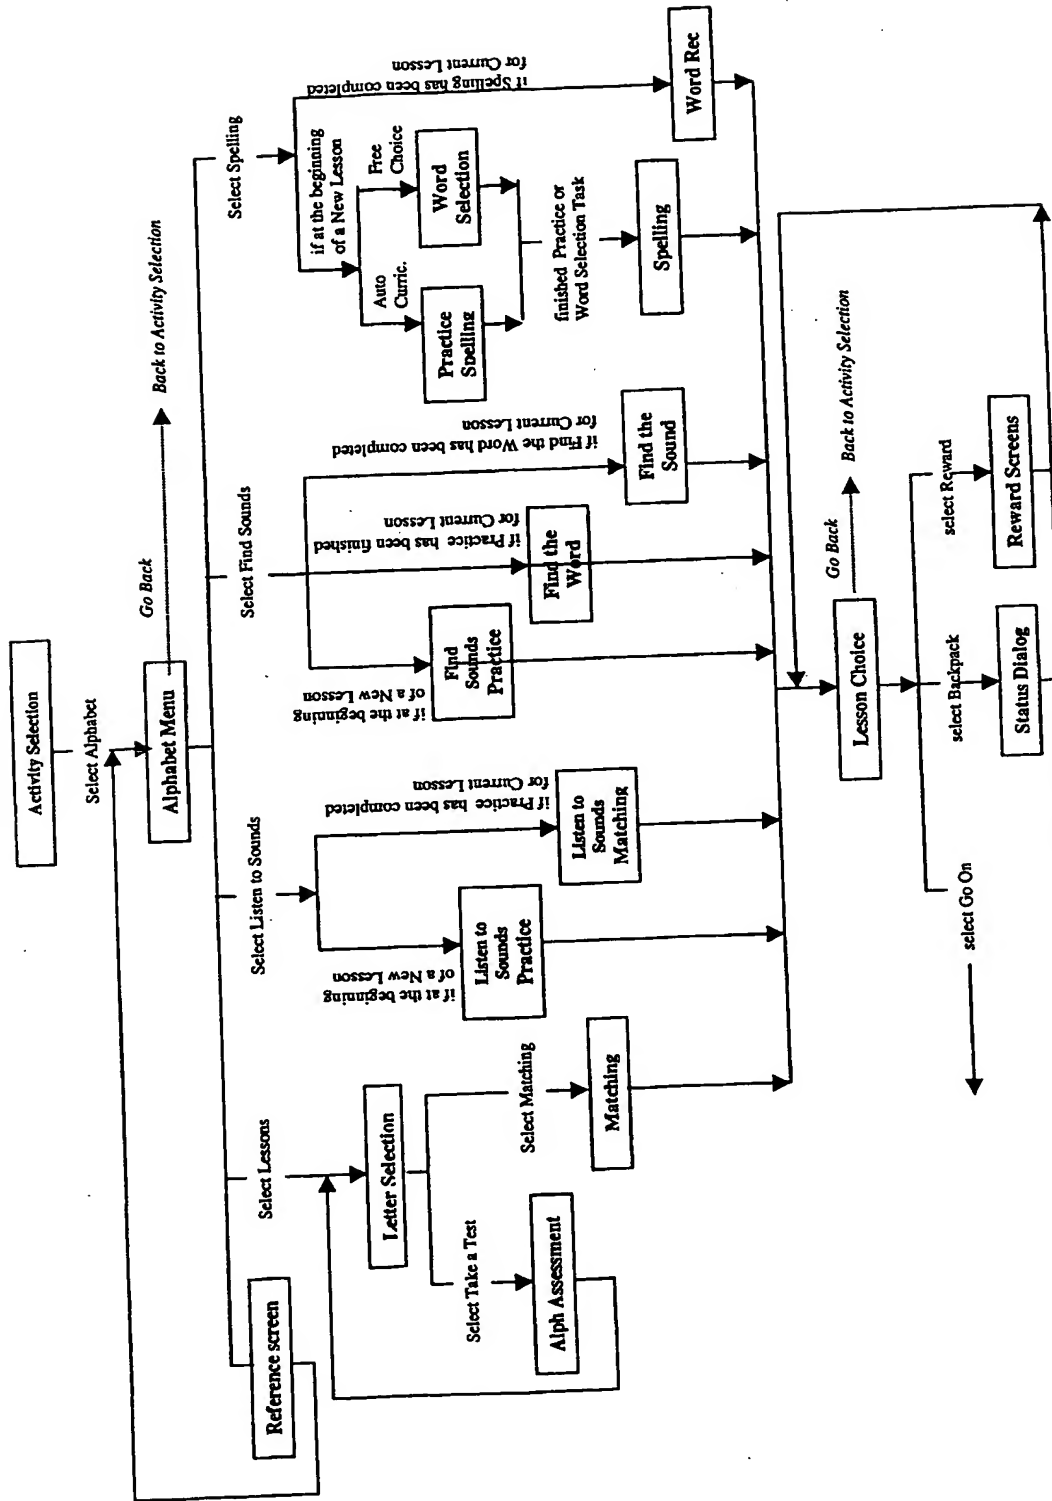 Activity Selection
Select Alphabet
Alphabet Menu
Go Back
Back to Activity Selection
Reference screen
Select Lessons
Letter Selection
Select Take a Test
Alph Assessment
Select Matching
Matching
Select Listen to Sounds
if at the beginning
of a New Lesson
Listen to
Sounds
Practice
if Practice has been completed
for Current Lesson
Listen to
Sounds
Matching
Select Find Sounds
if at the beginning
of a New Lesson
Find
Sounds
Practice
if Practice has been finished
for Current Lesson
Find the
Word
if Find the Word has been completed
for Current Lesson
Find the
Sound
Select Spelling
if at the beginning
of a New Lesson
Auto
Curric.
Free
Choice
Practice
Spelling
Word
Selection
finished Practice or
Word Selection Task
Spelling
if Spelling has been completed
for Current Lesson
Word Rec
Lesson Choice
Go Back
Back to Activity Selection
select Go On
select Backpack
Status Dialog
select Reward
Reward Screens